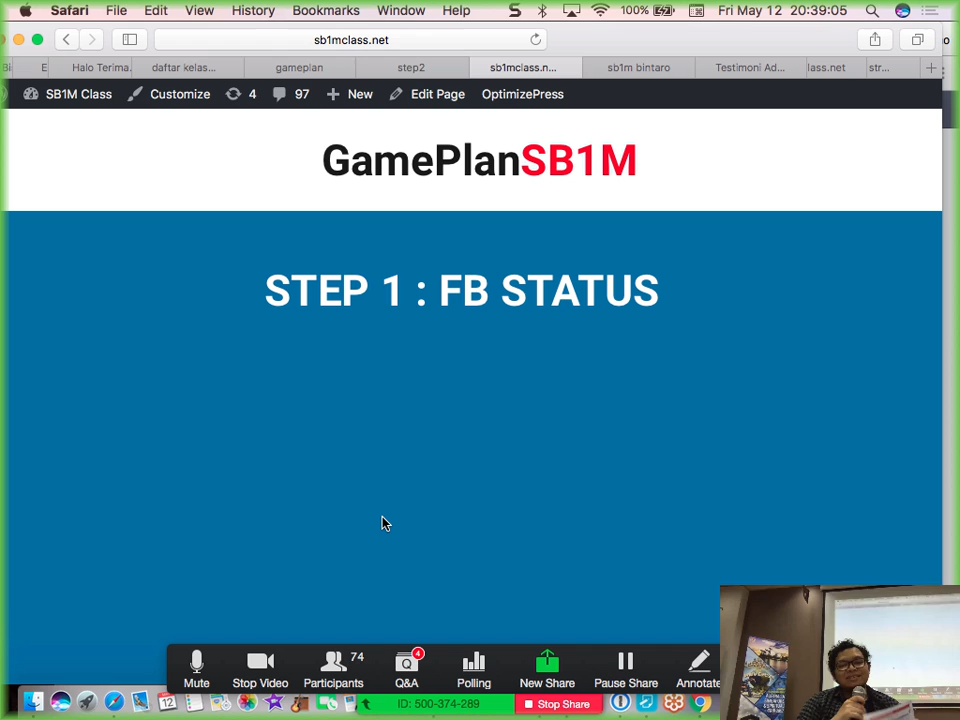 Safari File Edit View History Bookmarks Window Help 100% Fri May 12 20:39:05
sb1mclass.net
E Halo Terima. daftar kelas... gameplan step2 sb1mclass.n... sb1m bintaro Testimoni Ad... lass.net str...
SB1M Class Customize 4 97 New Edit Page OptimizePress
GamePlanSB1M
STEP 1 : FB STATUS
74 4
Mute Stop Video Participants Q&A Polling New Share Pause Share Annotate
12 ID: 500-374-289 Stop Share